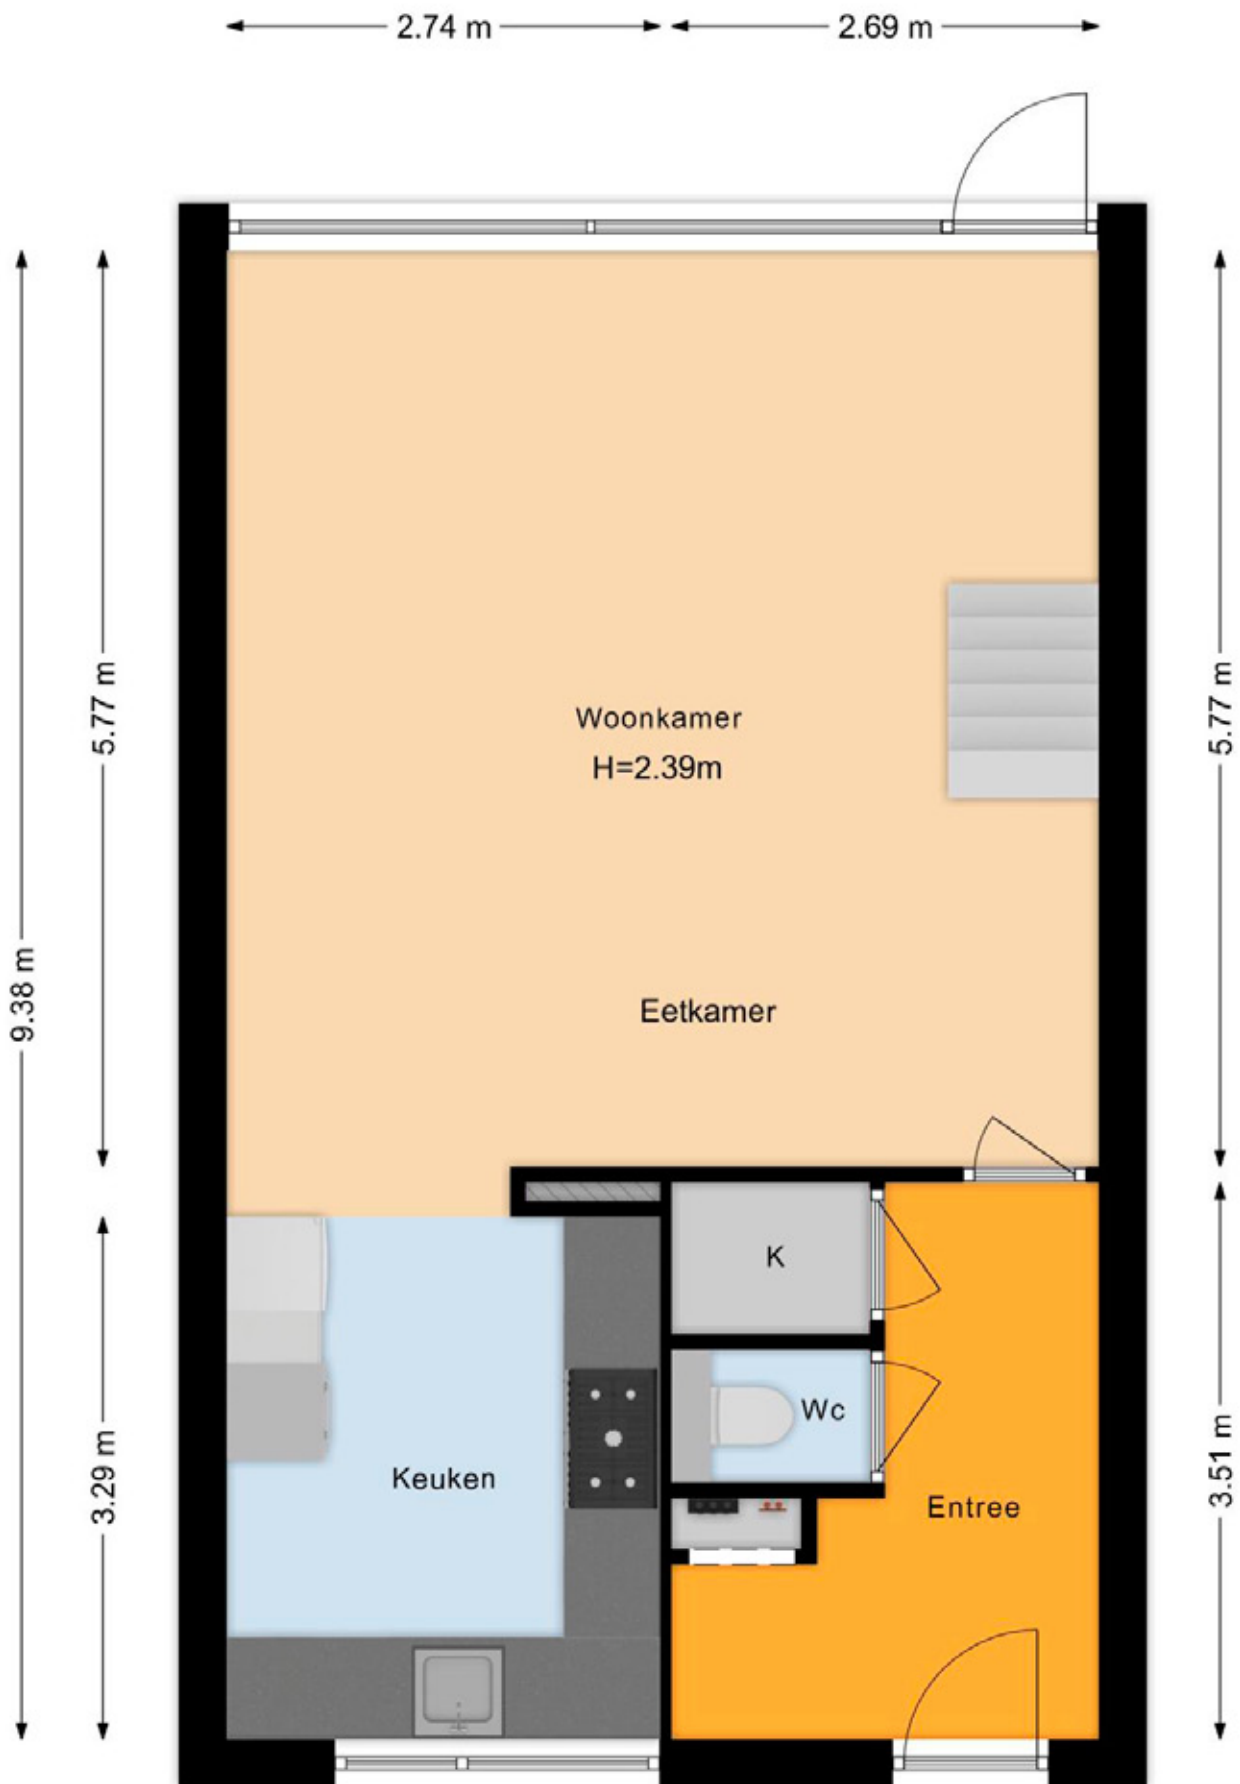 2.74 m
2.69 m
5.77 m
5.77 m
Woonkamer
H=2.39m
9.38 m
Eetkamer
K
Wc
3.29 m
Keuken
3.51 m
Entree